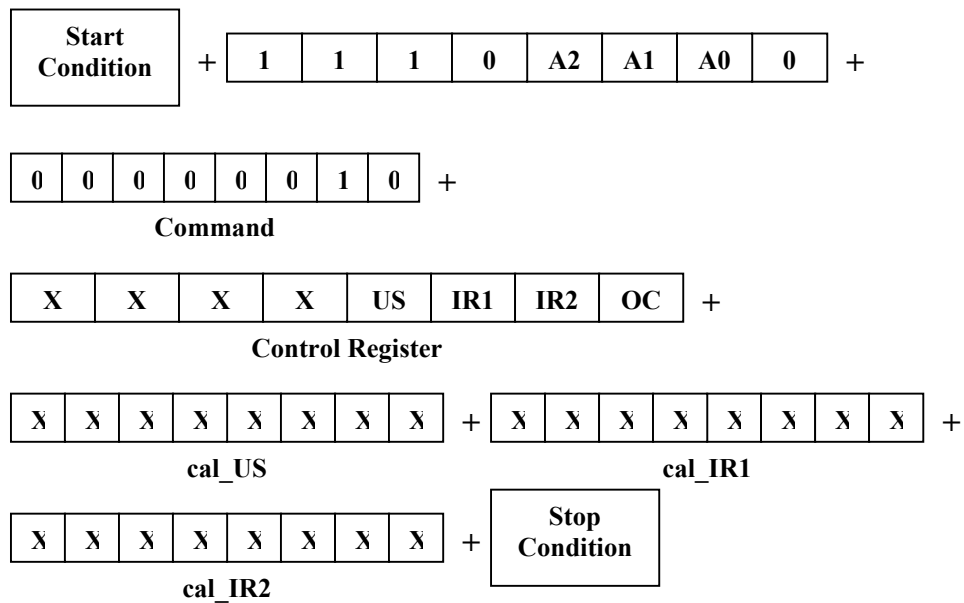 Start
Condition + 1 1 1 0 A2 A1 A0 0 +
0 0 0 0 0 0 1 0 +
Command
X X X X US IR1 IR2 OC +
Control Register
X X X X X X X X + X X X X X X X X +
cal_US cal_IR1
X X X X X X X X + Stop
Condition
cal_IR2